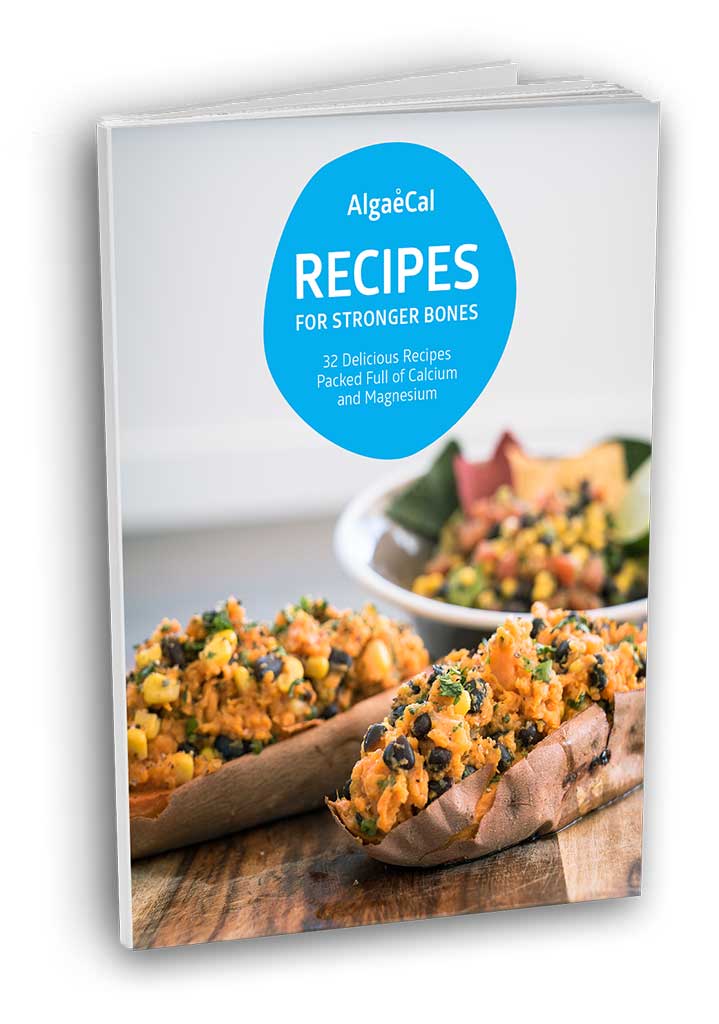 AlgaeCal
RECIPES
FOR STRONGER BONES
32 Delicious Recipes
Packed Full of Calcium
and Magnesium